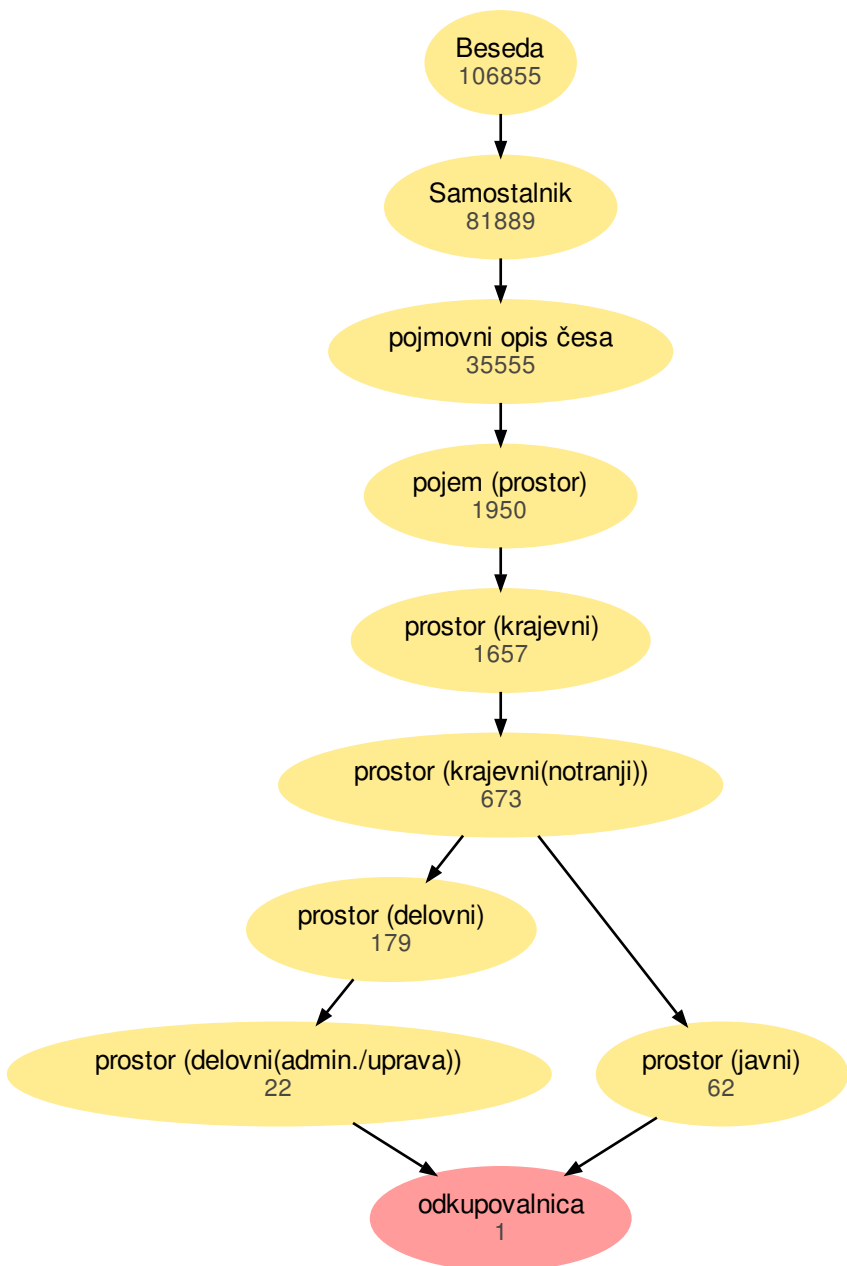 Beseda
106855
Samostalnik
81889
pojmovni opis česa
35555
pojem (prostor)
1950
prostor (krajevni)
1657
prostor (krajevni(notranji))
673
prostor (delovni)
179
prostor (delovni(admin./uprava))
22
prostor (javni)
62
odkupovalnica
1